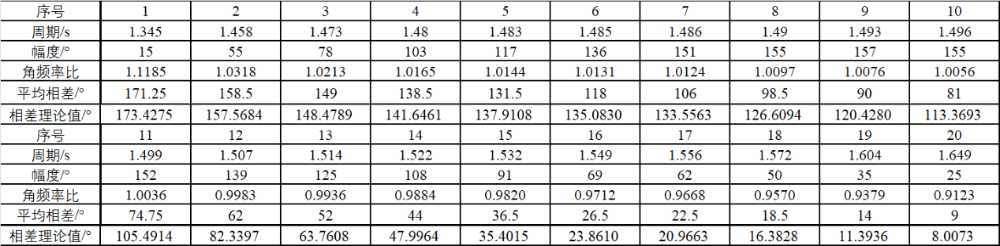 序号 1 2 3 4 5 6 7 8 9 10
周期/s 1.345 1.458 1.473 1.48 1.483 1.485 1.486 1.49 1.493 1.496
幅度/° 15 55 78 103 117 136 151 155 157 155
角频率比 1.1185 1.0318 1.0213 1.0165 1.0144 1.0131 1.0124 1.0097 1.0076 1.0056
平均相差/° 171.25 158.5 149 138.5 131.5 118 106 98.5 90 81
相差理论值/° 173.4275 157.5684 148.4789 141.6461 137.9108 135.0830 133.5563 126.6094 120.4280 113.3693
序号 11 12 13 14 15 16 17 18 19 20
周期/s 1.499 1.507 1.514 1.522 1.532 1.549 1.556 1.572 1.604 1.649
幅度/° 152 139 125 108 91 69 62 50 35 25
角频率比 1.0036 0.9983 0.9936 0.9884 0.9820 0.9712 0.9668 0.9570 0.9379 0.9123
平均相差/° 74.75 62 52 44 36.5 26.5 22.5 18.5 14 9
相差理论值/° 105.4914 82.3397 63.7608 47.9964 35.4015 23.8610 20.9663 16.3828 11.3936 8.0073